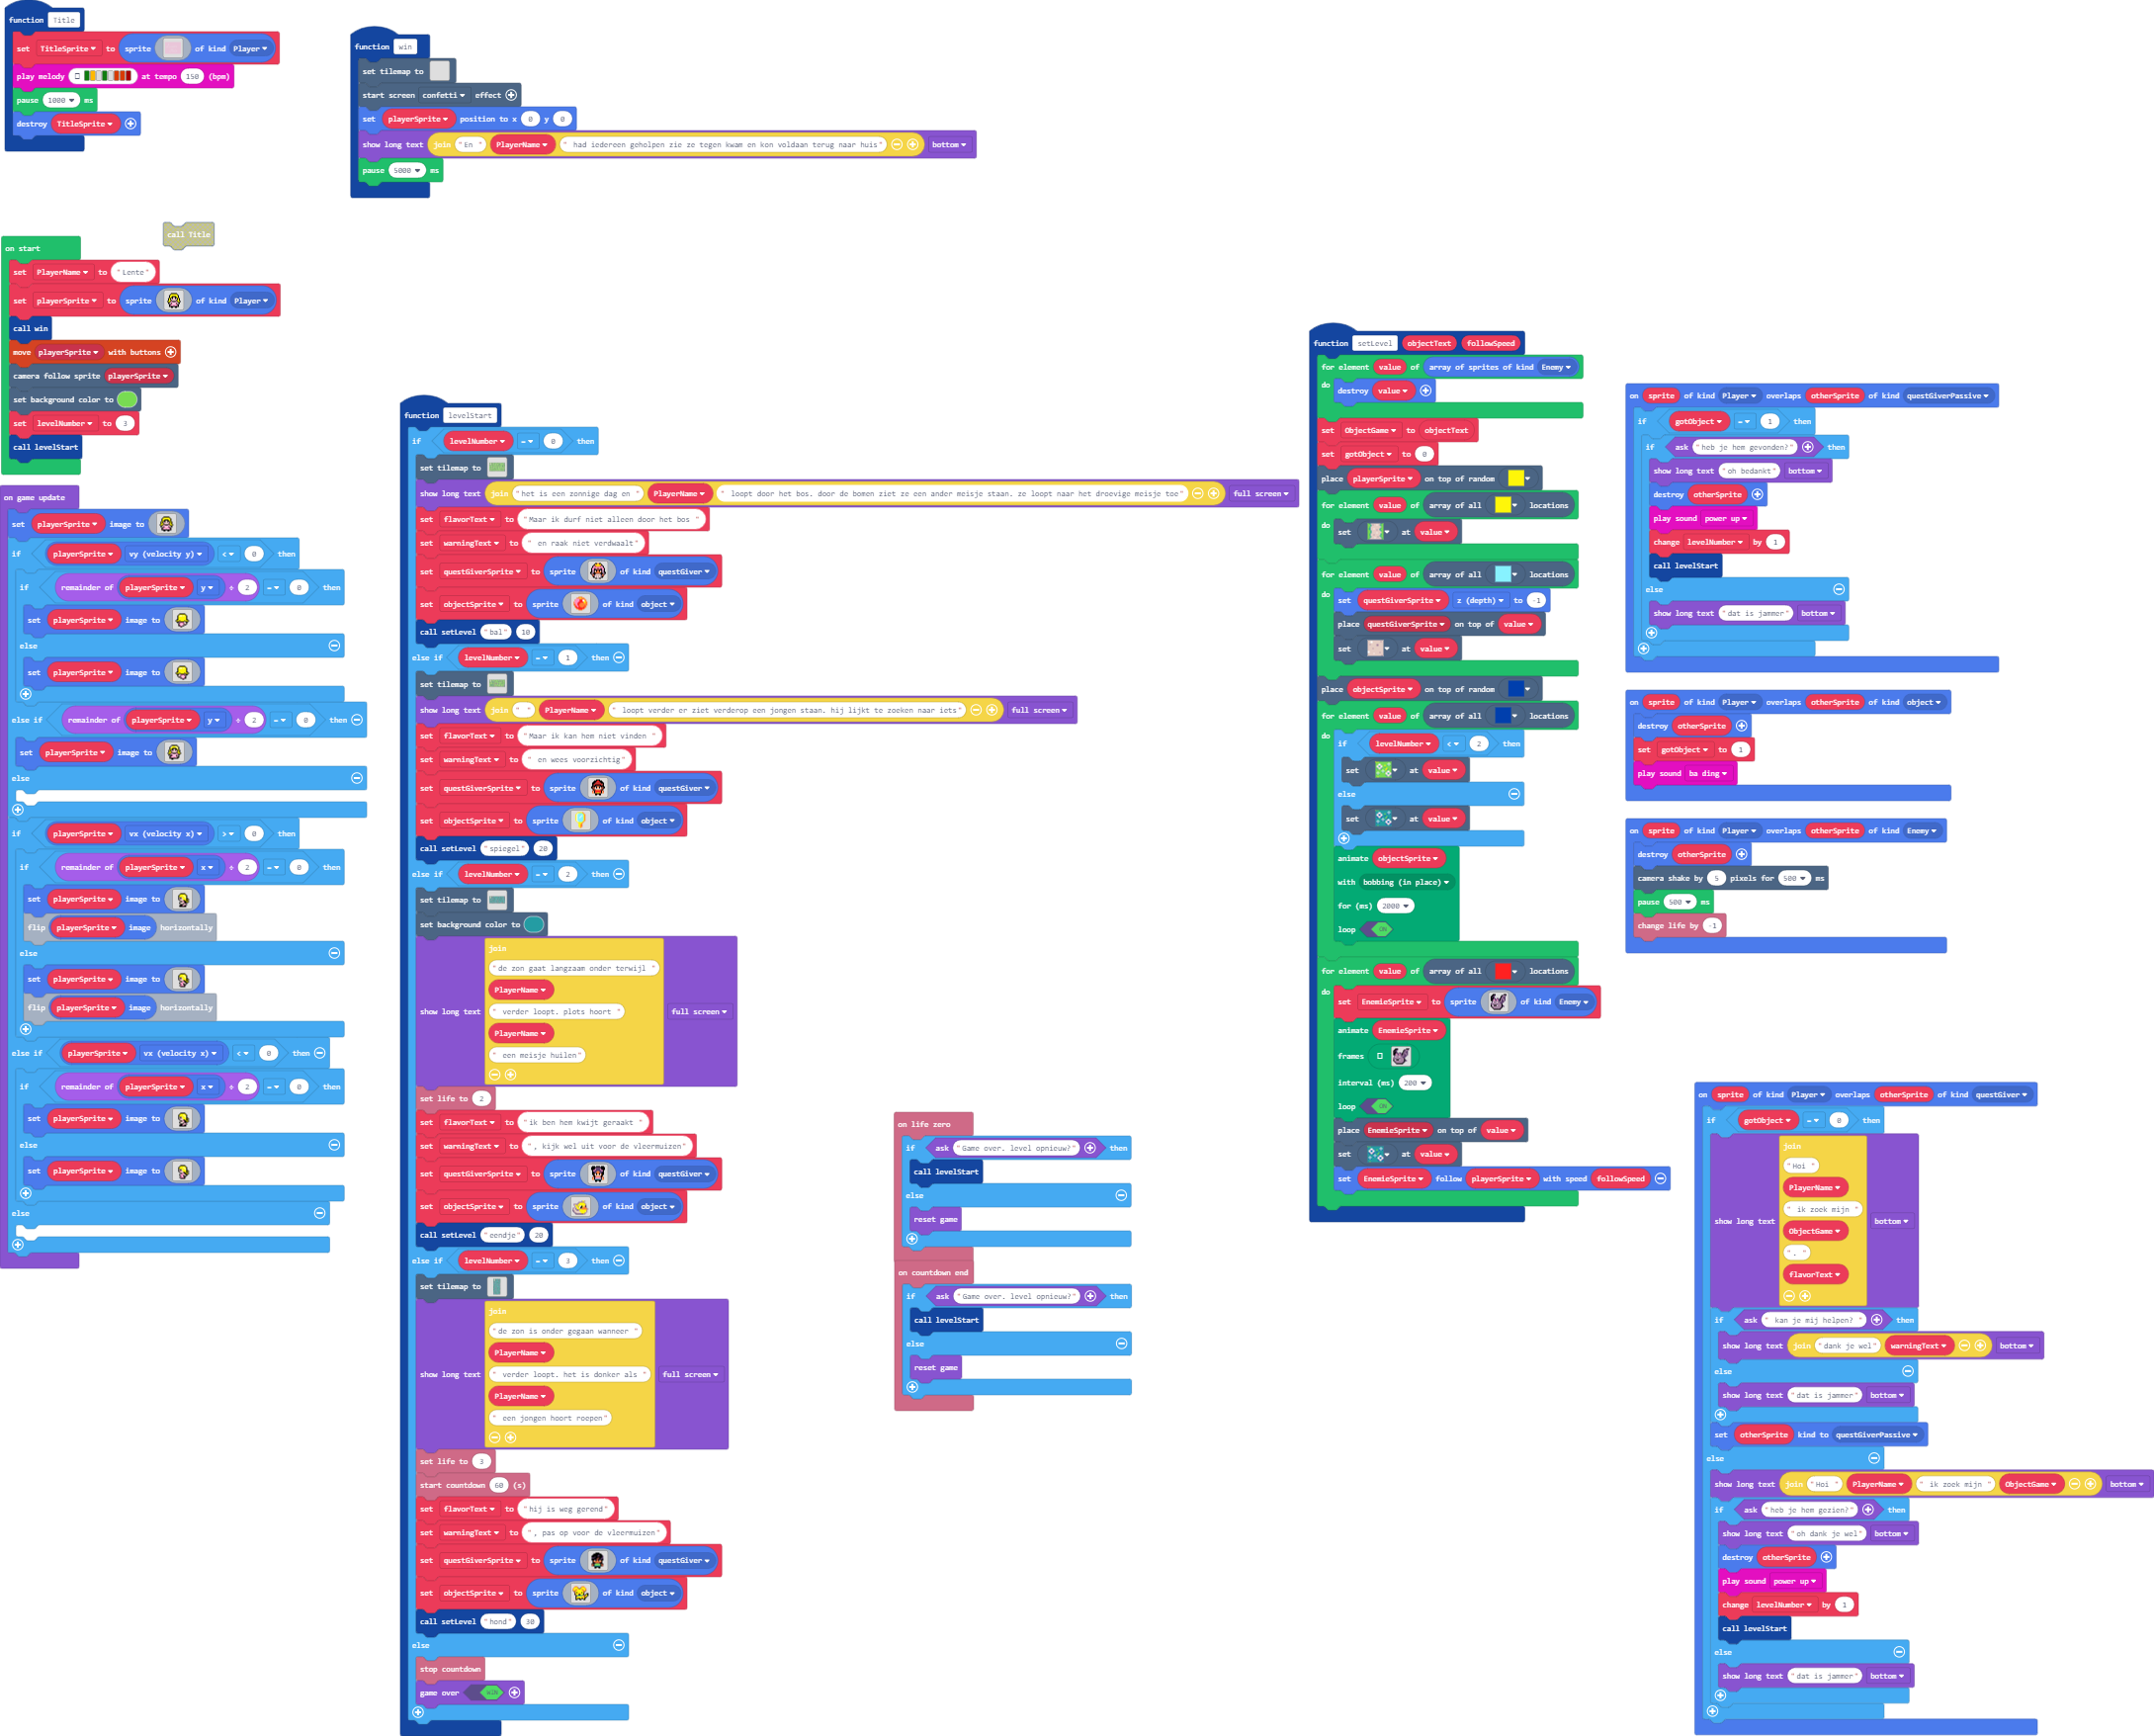 function Title
set TitleSprite to sprite of kind Player
play melody at tempo 150 (bpm)
pause 1000 ms
destroy TitleSprite
function win
set tilemap to
start screen confetti effect
set playerSprite position to x 0 y 0
show long text join "En " PlayerName " had iedereen geholpen zie ze tegen kwam en kon voldaan terug naar huis" bottom
pause 5000 ms
call Title
on start
set PlayerName to "Lente"
set playerSprite to sprite of kind Player
call win
move playerSprite with buttons
camera follow sprite playerSprite
set background color to
set levelNumber to 3
call levelStart
on game update
set playerSprite image to
if playerSprite vy (velocity y) < 0 then
if remainder of playerSprite y ÷ 2 = 0 then
set playerSprite image to
else
set playerSprite image to
else if remainder of playerSprite y ÷ 2 = 0 then
set playerSprite image to
else
if playerSprite vx (velocity x) > 0 then
if remainder of playerSprite x ÷ 2 = 0 then
set playerSprite image to
flip playerSprite image horizontally
else
set playerSprite image to
flip playerSprite image horizontally
else if playerSprite vx (velocity x) < 0 then
if remainder of playerSprite x ÷ 2 = 0 then
set playerSprite image to
else
set playerSprite image to
else
function levelStart
if levelNumber = 0 then
set tilemap to
show long text join "het is een zonnige dag en " PlayerName " loopt door het bos. door de bomen ziet ze een ander meisje staan. ze loopt naar het droevige meisje toe" full screen
set flavorText to "Maar ik durf niet alleen door het bos "
set warningText to " en raak niet verdwaalt"
set questGiverSprite to sprite of kind questGiver
set objectSprite to sprite of kind object
call setLevel "bal" 10
else if levelNumber = 1 then
set tilemap to
show long text join " " PlayerName " loopt verder er ziet verderop een jongen staan. hij lijkt te zoeken naar iets" full screen
set flavorText to "Maar ik kan hem niet vinden "
set warningText to " en wees voorzichtig"
set questGiverSprite to sprite of kind questGiver
set objectSprite to sprite of kind object
call setLevel "spiegel" 20
else if levelNumber = 2 then
set tilemap to
set background color to
join
"de zon gaat langzaam onder terwijl "
PlayerName
show long text " verder loopt. plots hoort " full screen
PlayerName
" een meisje huilen"
set life to 2
set flavorText to "ik ben hem kwijt geraakt "
set warningText to ", kijk wel uit voor de vleermuizen"
set questGiverSprite to sprite of kind questGiver
set objectSprite to sprite of kind object
call setLevel "eendje" 20
else if levelNumber = 3 then
set tilemap to
join
"de zon is onder gegaan wanneer "
PlayerName
show long text " verder loopt. het is donker als " full screen
PlayerName
" een jongen hoort roepen"
set life to 3
start countdown 60 (s)
set flavorText to "hij is weg gerend"
set warningText to ", pas op voor de vleermuizen"
set questGiverSprite to sprite of kind questGiver
set objectSprite to sprite of kind object
call setLevel "hond" 30
else
stop countdown
game over WIN
on life zero
if ask "Game over. level opnieuw?" then
call levelStart
else
reset game
on countdown end
if ask "Game over. level opnieuw?" then
call levelStart
else
reset game
function setLevel objectText followSpeed
for element value of array of sprites of kind Enemy
do destroy value
set ObjectGame to objectText
set gotObject to 0
place playerSprite on top of random
for element value of array of all locations
do set at value
for element value of array of all locations
do set questGiverSprite z (depth) to -1
place questGiverSprite on top of value
set at value
place objectSprite on top of random
for element value of array of all locations
do if levelNumber < 2 then
set at value
else
set at value
animate objectSprite
with bobbing (in place)
for (ms) 2000
loop ON
for element value of array of all locations
do set EnemieSprite to sprite of kind Enemy
animate EnemieSprite
frames
interval (ms) 200
loop ON
place EnemieSprite on top of value
set at value
set EnemieSprite follow playerSprite with speed followSpeed
on sprite of kind Player overlaps otherSprite of kind questGiverPassive
if gotObject = 1 then
if ask "heb je hem gevonden?" then
show long text "oh bedankt" bottom
destroy otherSprite
play sound power up
change levelNumber by 1
call levelStart
else
show long text "dat is jammer" bottom
on sprite of kind Player overlaps otherSprite of kind object
destroy otherSprite
set gotObject to 1
play sound ba ding
on sprite of kind Player overlaps otherSprite of kind Enemy
destroy otherSprite
camera shake by 5 pixels for 500 ms
pause 500 ms
change life by -1
on sprite of kind Player overlaps otherSprite of kind questGiver
if gotObject = 0 then
join
"Hoi "
PlayerName
show long text " ik zoek mijn " bottom
ObjectGame
". "
flavorText
if ask " kan je mij helpen? " then
show long text join "dank je wel" warningText bottom
else
show long text "dat is jammer" bottom
set otherSprite kind to questGiverPassive
else
show long text join "Hoi " PlayerName " ik zoek mijn " ObjectGame bottom
if ask "heb je hem gezien?" then
show long text "oh dank je wel" bottom
destroy otherSprite
play sound power up
change levelNumber by 1
call levelStart
else
show long text "dat is jammer" bottom